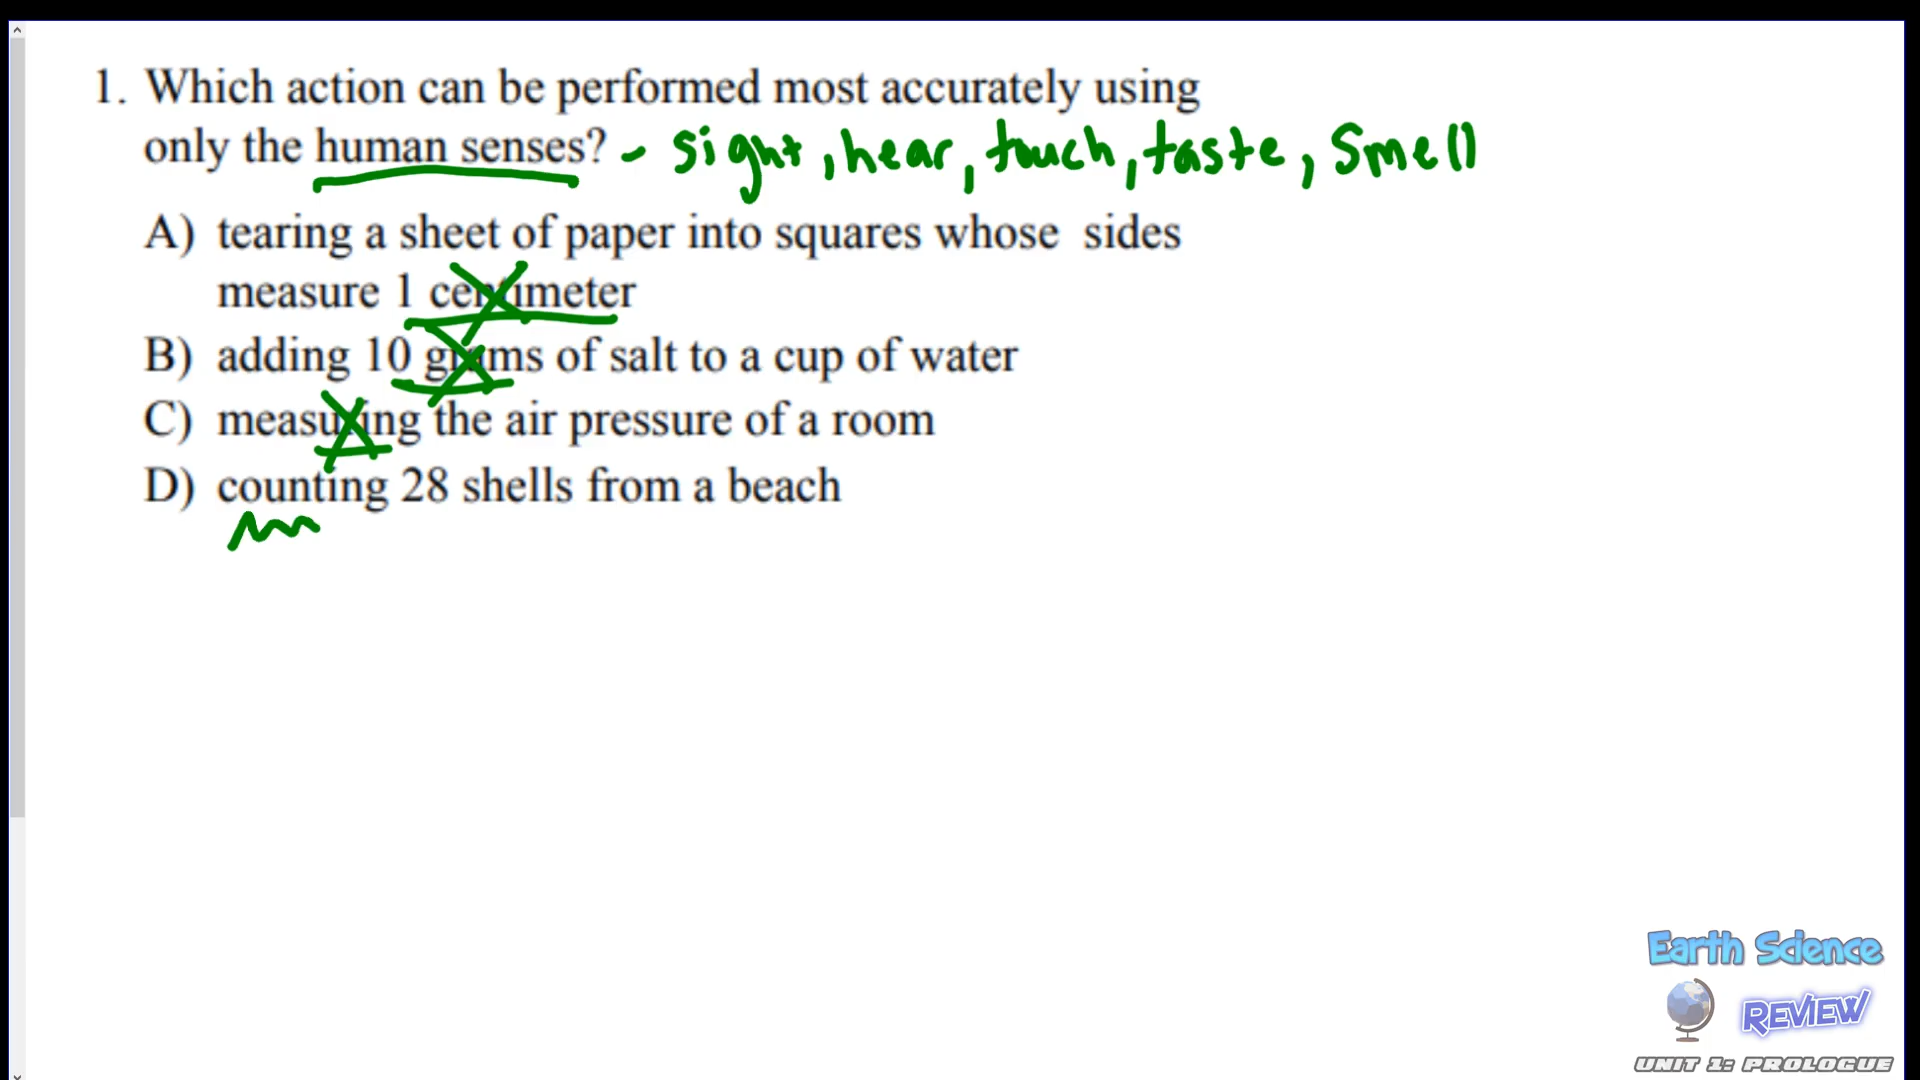 1. Which action can be performed most accurately using
only the human senses? - sight, hear, touch, taste, smell
A) tearing a sheet of paper into squares whose sides
measure 1 centimeter
B) adding 10 grams of salt to a cup of water
C) measuring the air pressure of a room
D) counting 28 shells from a beach
Earth Science
REVIEW
UNIT 1: PROLOGUE